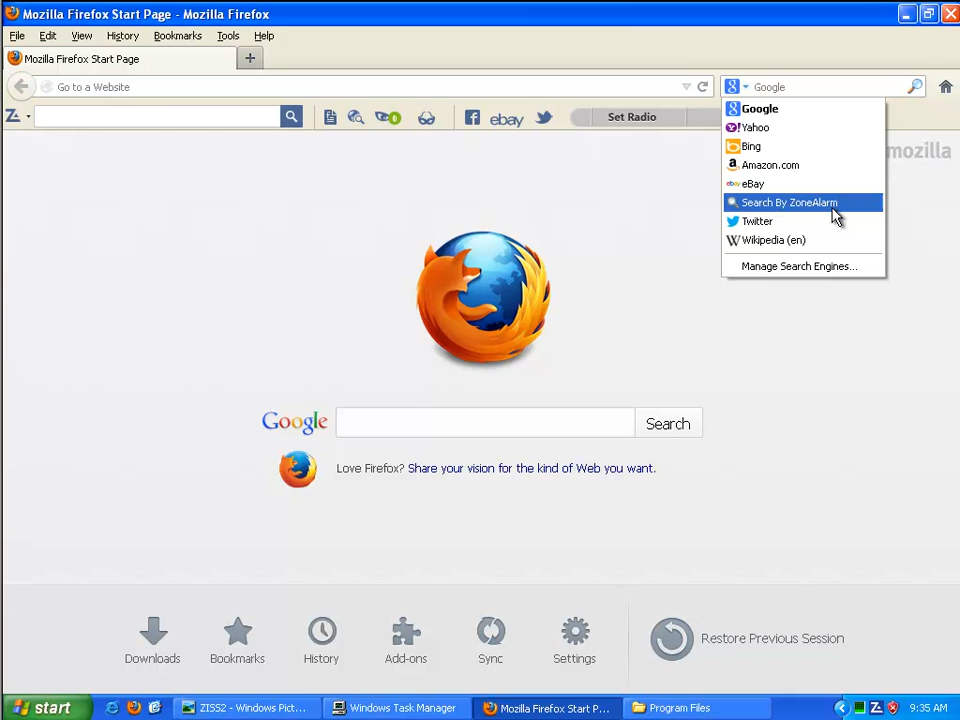 Mozilla Firefox Start Page - Mozilla Firefox
File Edit View History Bookmarks Tools Help
Mozilla Firefox Start Page
Go to a Website
Google
Z
0
ebay
Set Radio
Google
Yahoo
Bing
Amazon.com
eBay
Search By ZoneAlarm
Twitter
Wikipedia (en)
Manage Search Engines...
mozilla
Google
Search
Love Firefox? Share your vision for the kind of Web you want.
Downloads Bookmarks History Add-ons Sync Settings
Restore Previous Session
start
ZISS2 - Windows Pict...
Windows Task Manager
Mozilla Firefox Start P...
Program Files
9:35 AM